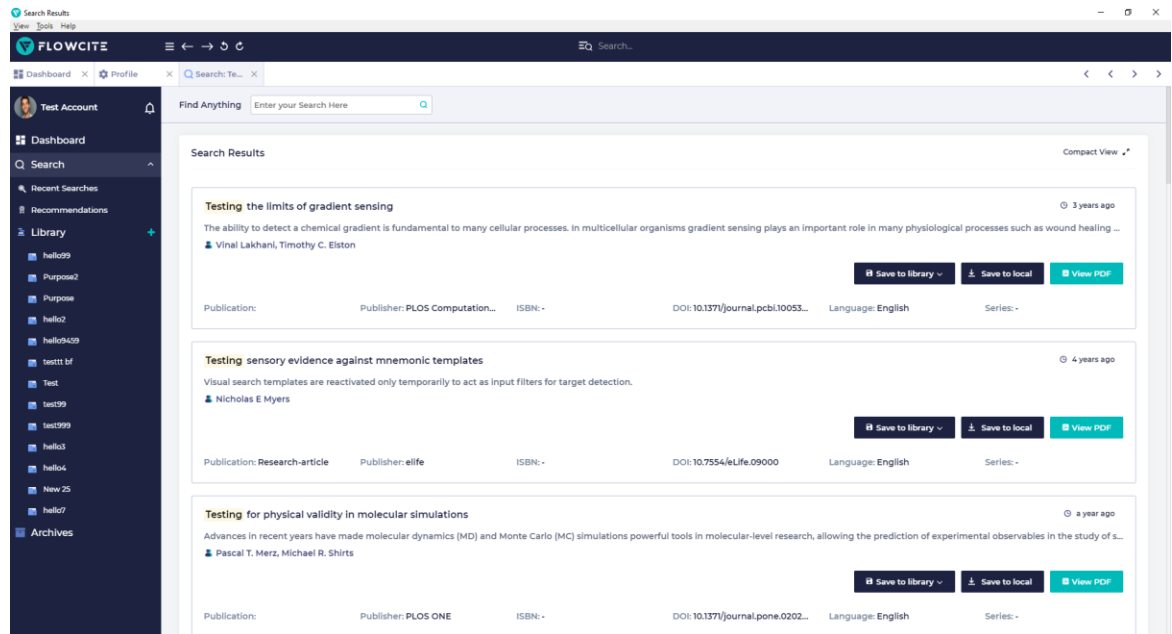 Search Results
View Tools Help
FLOWCITE
Search...
Dashboard
Profile
Search: Te...
Test Account
Dashboard
Search
Recent Searches
Recommendations
Library +
hello99
Purpose2
Purpose
hello2
hello9459
testtt bf
Test
test99
test999
hello3
hello4
New 25
hello7
Archives
Find Anything Enter your Search Here
Search Results Compact View
Testing the limits of gradient sensing 3 years ago
The ability to detect a chemical gradient is fundamental to many cellular processes. In multicellular organisms gradient sensing plays an important role in many physiological processes such as wound healing ...
Vinal Lakhani, Timothy C. Elston
Save to library Save to local View PDF
Publication: Publisher: PLOS Computation... ISBN: - DOI: 10.1371/journal.pcbi.10053... Language: English Series: -
Testing sensory evidence against mnemonic templates 4 years ago
Visual search templates are reactivated only temporarily to act as input filters for target detection.
Nicholas E Myers
Save to library Save to local View PDF
Publication: Research-article Publisher: elife ISBN: - DOI: 10.7554/eLife.09000 Language: English Series: -
Testing for physical validity in molecular simulations a year ago
Advances in recent years have made molecular dynamics (MD) and Monte Carlo (MC) simulations powerful tools in molecular-level research, allowing the prediction of experimental observables in the study of s...
Pascal T. Merz, Michael R. Shirts
Save to library Save to local View PDF
Publication: Publisher: PLOS ONE ISBN: - DOI: 10.1371/journal.pone.0202... Language: English Series: -